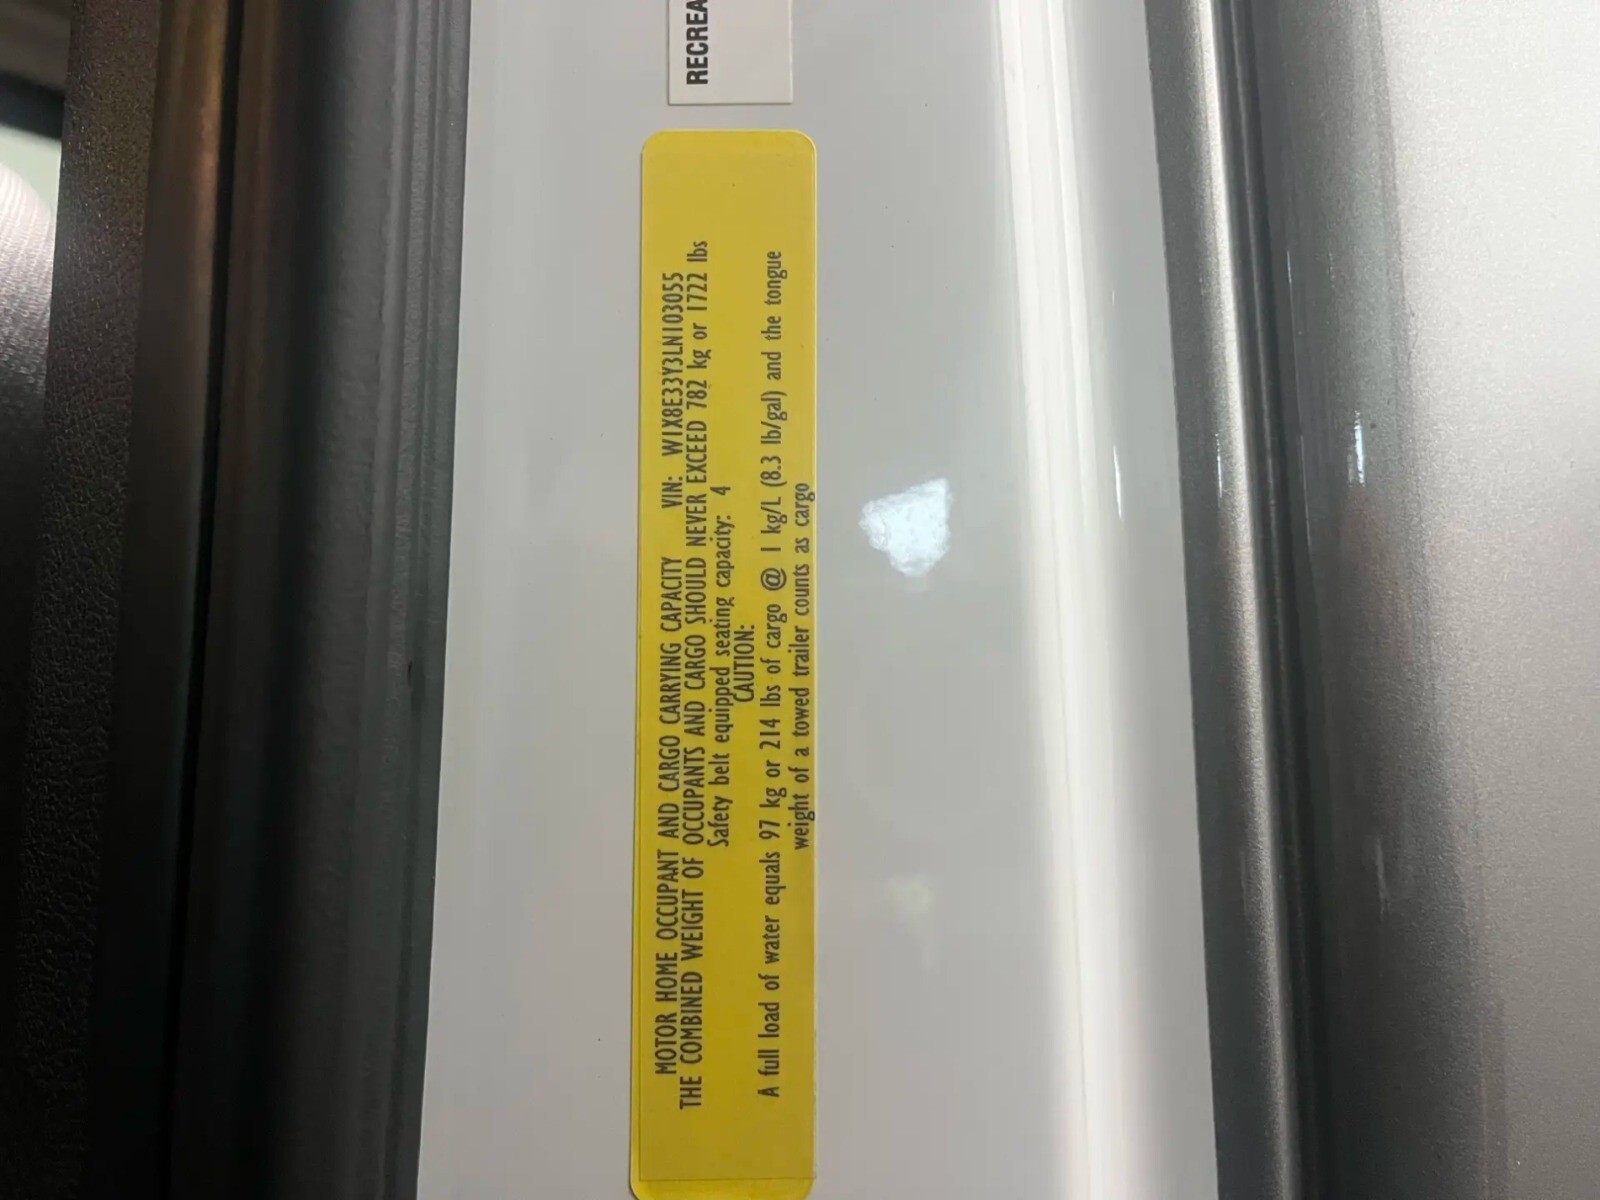 RECREA
MOTOR HOME OCCUPANT AND CARGO CARRYING CAPACITY VIN: W1X8E33Y3LN103055
THE COMBINED WEIGHT OF OCCUPANTS AND CARGO SHOULD NEVER EXCEED 782 kg or 1722 lbs
Safety belt equipped seating capacity: 4
CAUTION:
A full load of water equals 97 kg or 214 lbs of cargo @ 1 kg/L (8.3 lb/gal) and the tongue
weight of a towed trailer counts as cargo